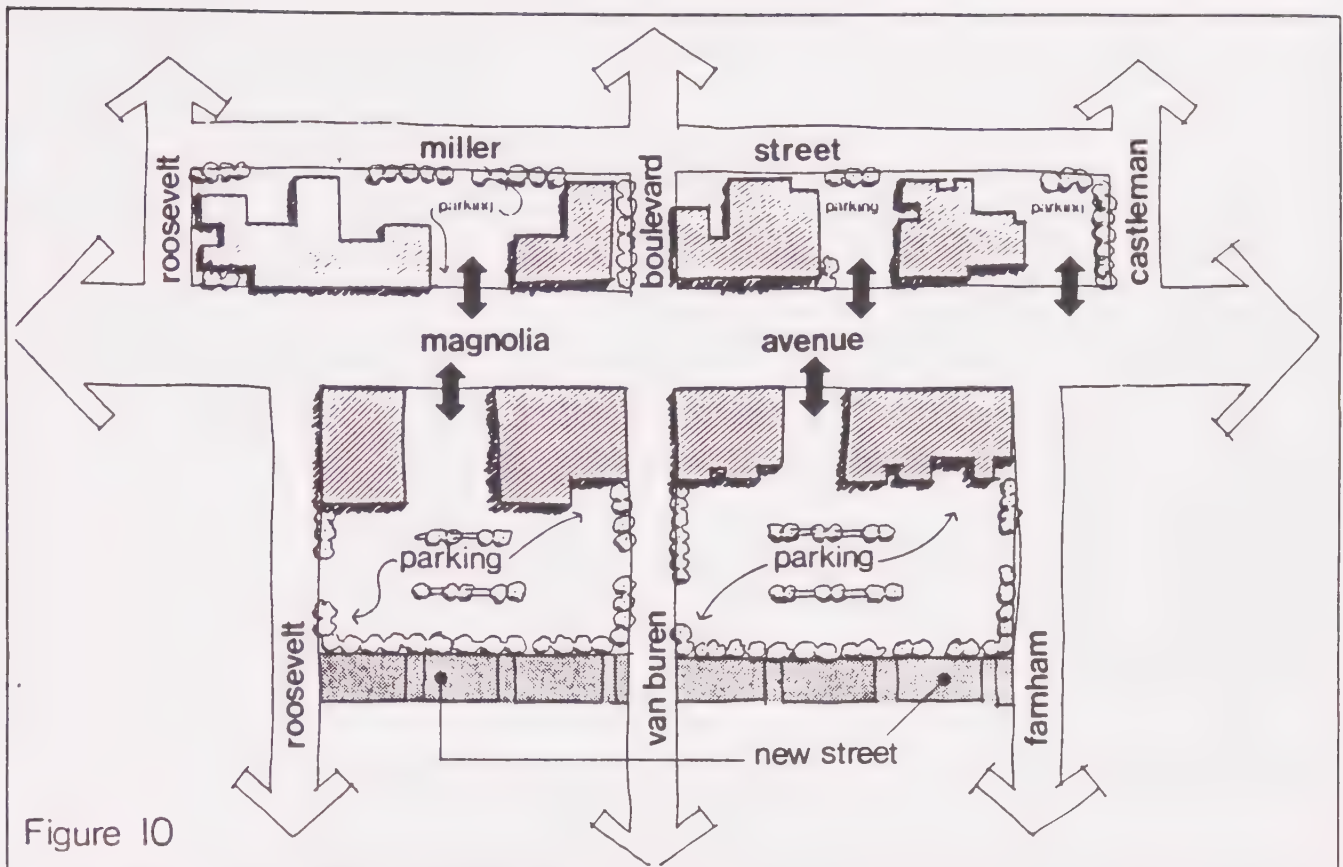 miller street
roosevelt
parking
boulevard
parking
parking
castleman
magnolia avenue
parking
parking
roosevelt
van buren
farnham
new street
Figure 10